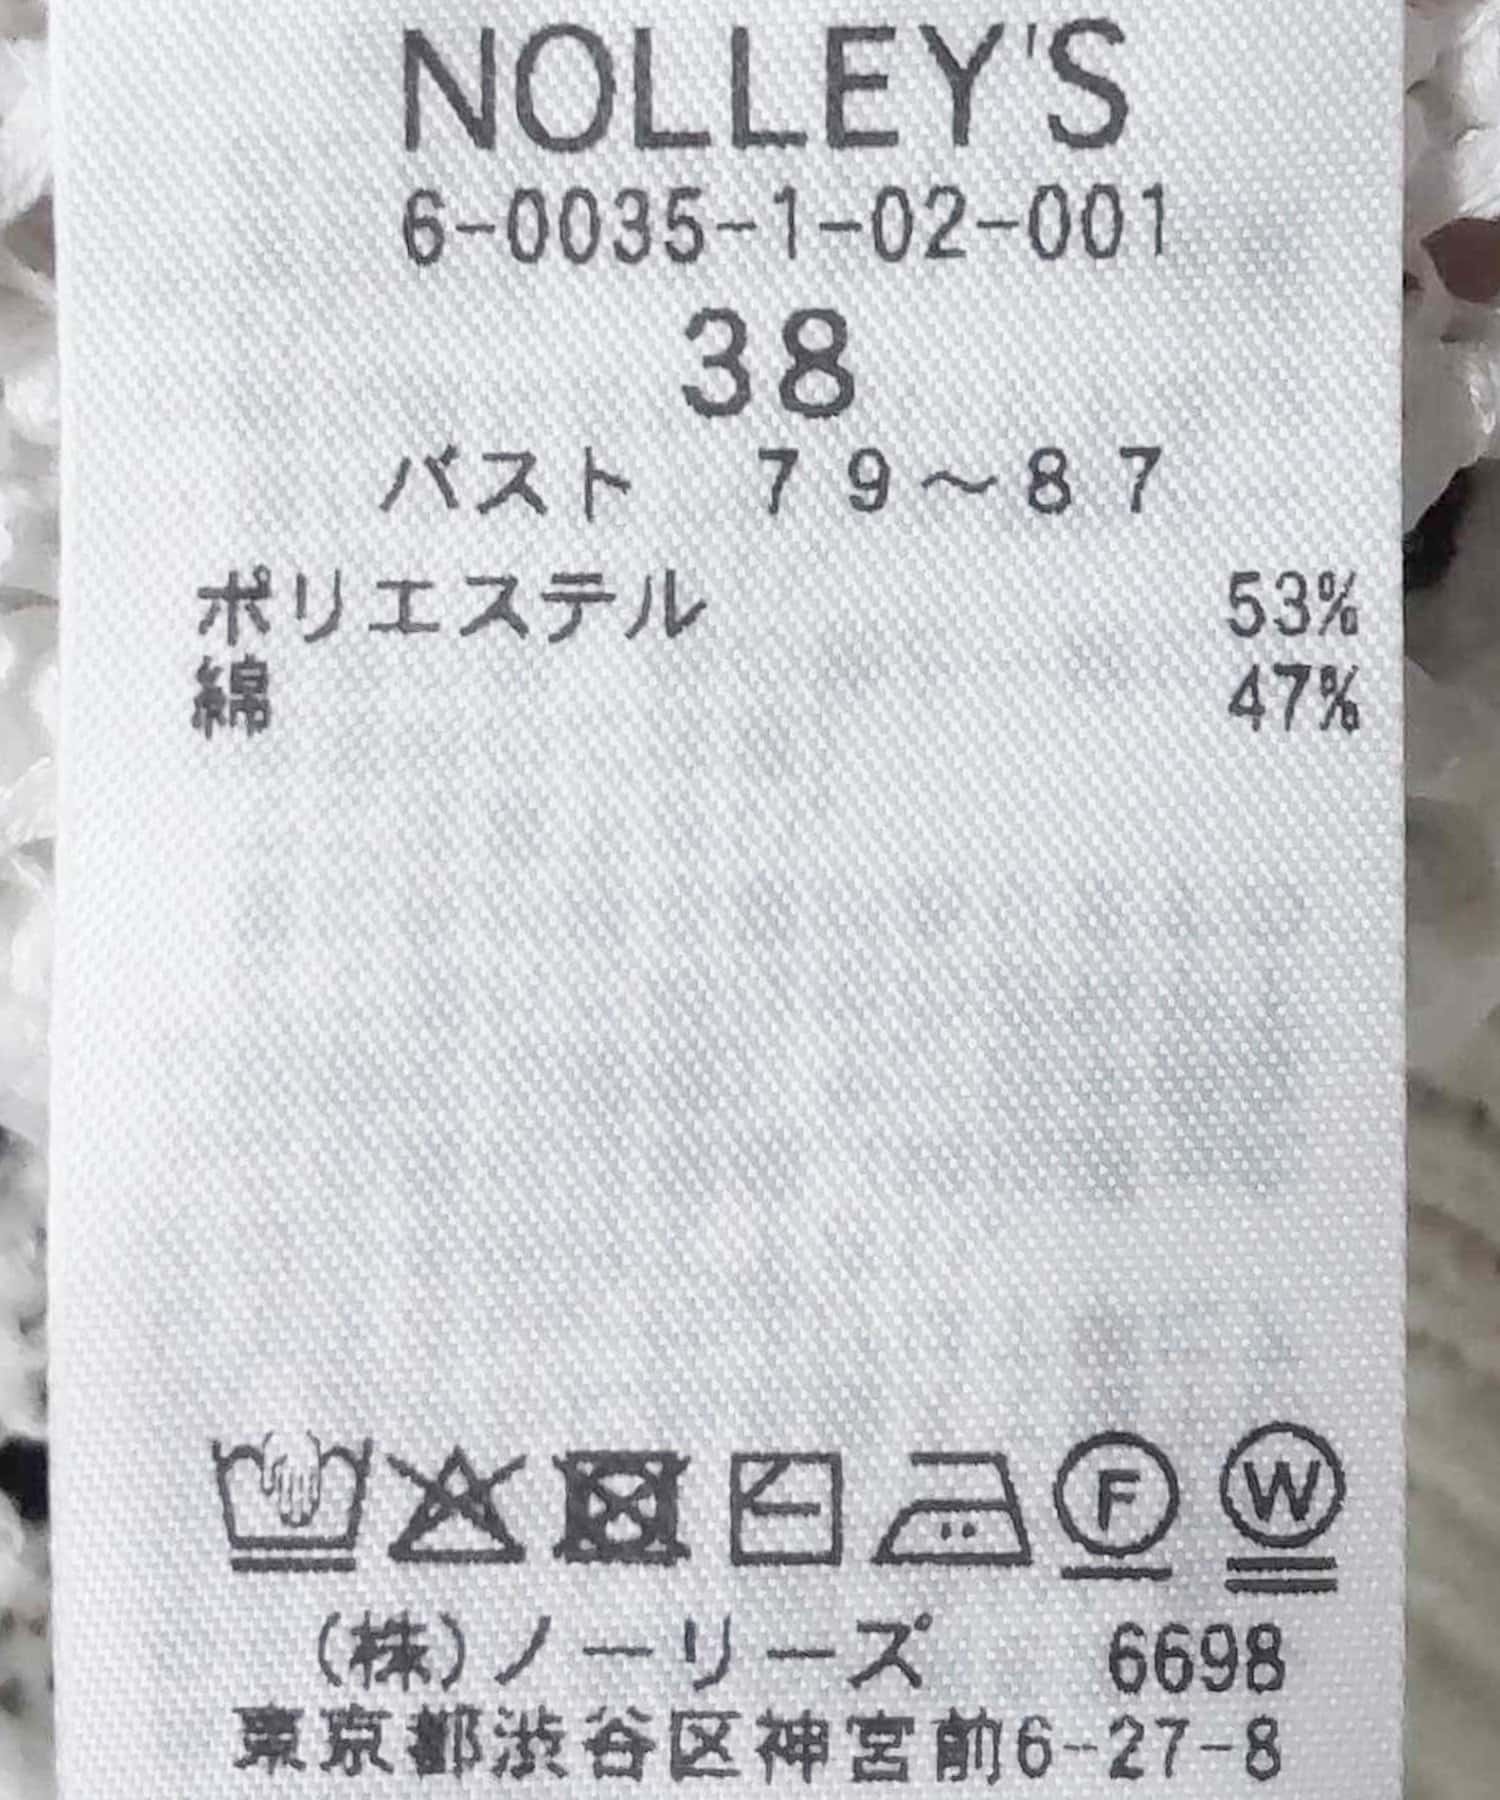 NOLLEY'S
6-0035-1-02-001
38
バスト　７９～８７
ポリエステル 53%
綿 47%
F W
(株)ノーリーズ 6698
東京都渋谷区神宮前6-27-8